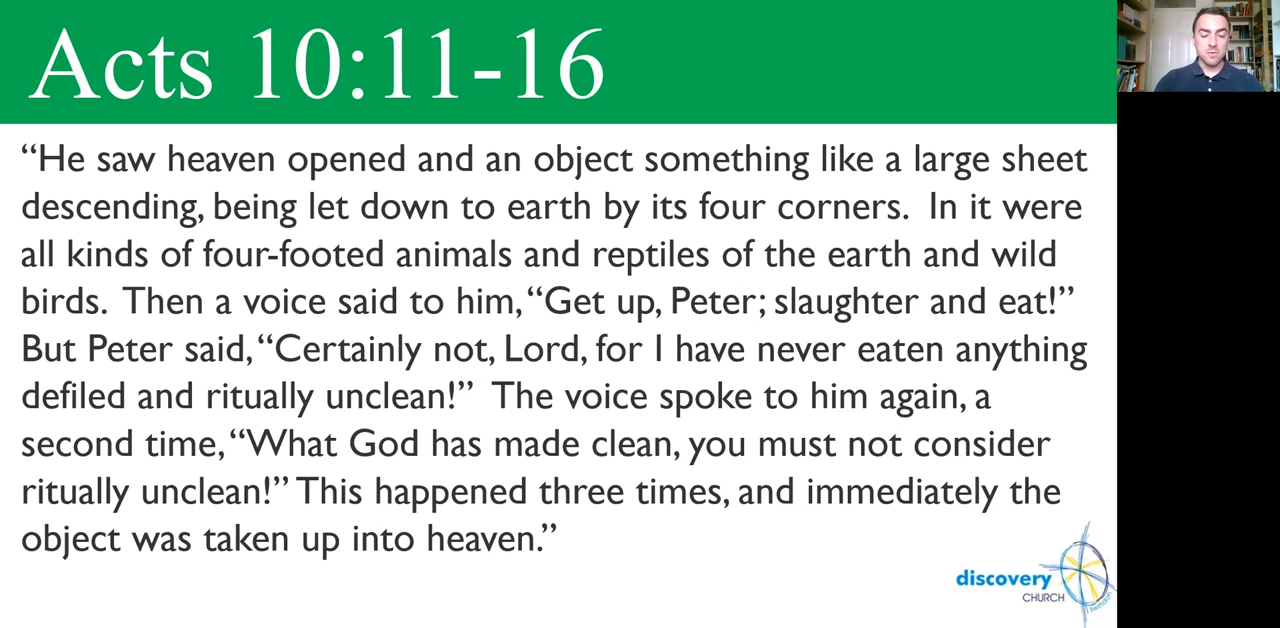 Acts 10:11-16
“He saw heaven opened and an object something like a large sheet
descending, being let down to earth by its four corners.  In it were
all kinds of four-footed animals and reptiles of the earth and wild
birds.  Then a voice said to him, “Get up, Peter; slaughter and eat!”
But Peter said, “Certainly not, Lord, for I have never eaten anything
defiled and ritually unclean!”  The voice spoke to him again, a
second time, “What God has made clean, you must not consider
ritually unclean!” This happened three times, and immediately the
object was taken up into heaven.”
discovery
CHURCH